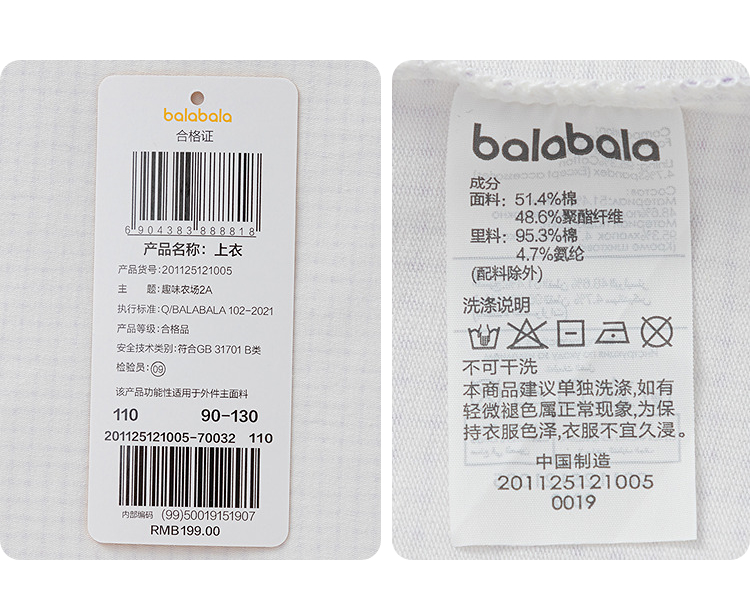 balabala
合格证
6 904383 888818
产品名称：上衣
产品货号：201125121005
主 题：趣味农场2A
执行标准：Q/BALABALA 102-2021
产品等级：合格品
安全技术类别：符合GB 31701 B类
检验员：09
该产品功能性适用于外件主面料
110 90-130
201125121005-70032 110
内部编码 (99)50019151907
RMB199.00
balabala
成分
面料：51.4%棉
48.6%聚酯纤维
里料：95.3%棉
4.7%氨纶
(配料除外)
洗涤说明
不可干洗
本商品建议单独洗涤,如有
轻微褪色属正常现象,为保
持衣服色泽,衣服不宜久浸。
中国制造
201125121005
0019